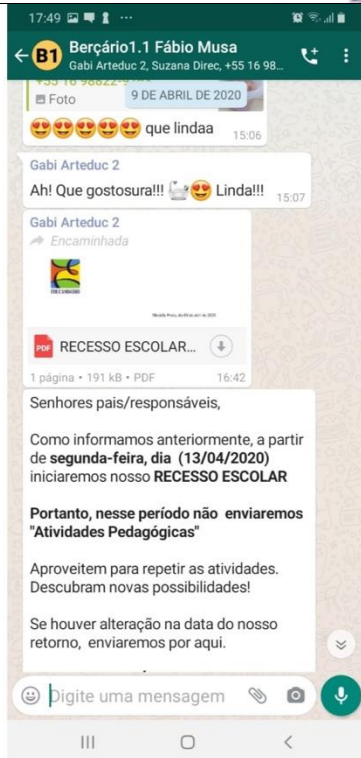 17:49
B1 Berçário1.1 Fábio Musa
Gabi Arteduc 2, Suzana Direc, +55 16 98...
9 DE ABRIL DE 2020
Foto
que lindaa 15:06
Gabi Arteduc 2
Ah! Que gostosura!!! Linda!!! 15:07
Gabi Arteduc 2
Encaminhada
PDF RECESSO ESCOLAR...
1 página • 191 kB • PDF 16:42
Senhores pais/responsáveis,
Como informamos anteriormente, a partir
de segunda-feira, dia (13/04/2020)
iniciaremos nosso RECESSO ESCOLAR
Portanto, nesse período não enviaremos
"Atividades Pedagógicas"
Aproveitem para repetir as atividades.
Descubram novas possibilidades!
Se houver alteração na data do nosso
retorno, enviaremos por aqui.
Digite uma mensagem